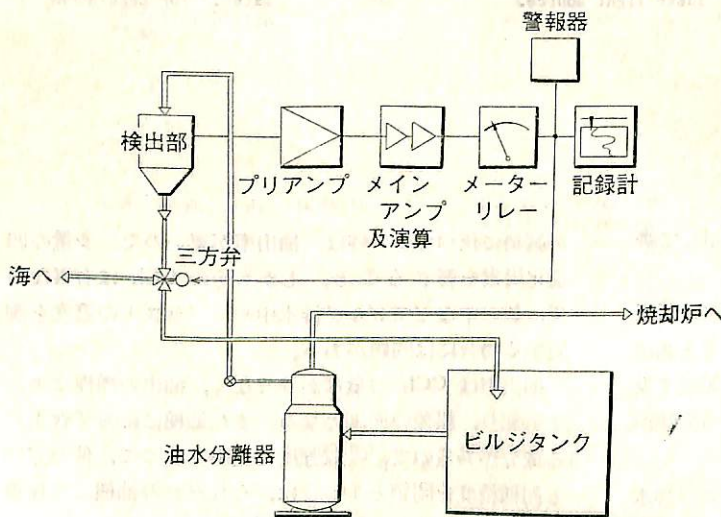 警報器
検出部
プリアンプ
メイン
アンプ
及演算
メーター
リレー
記録計
三方弁
海へ
焼却炉へ
油水分離器
ビルジタンク